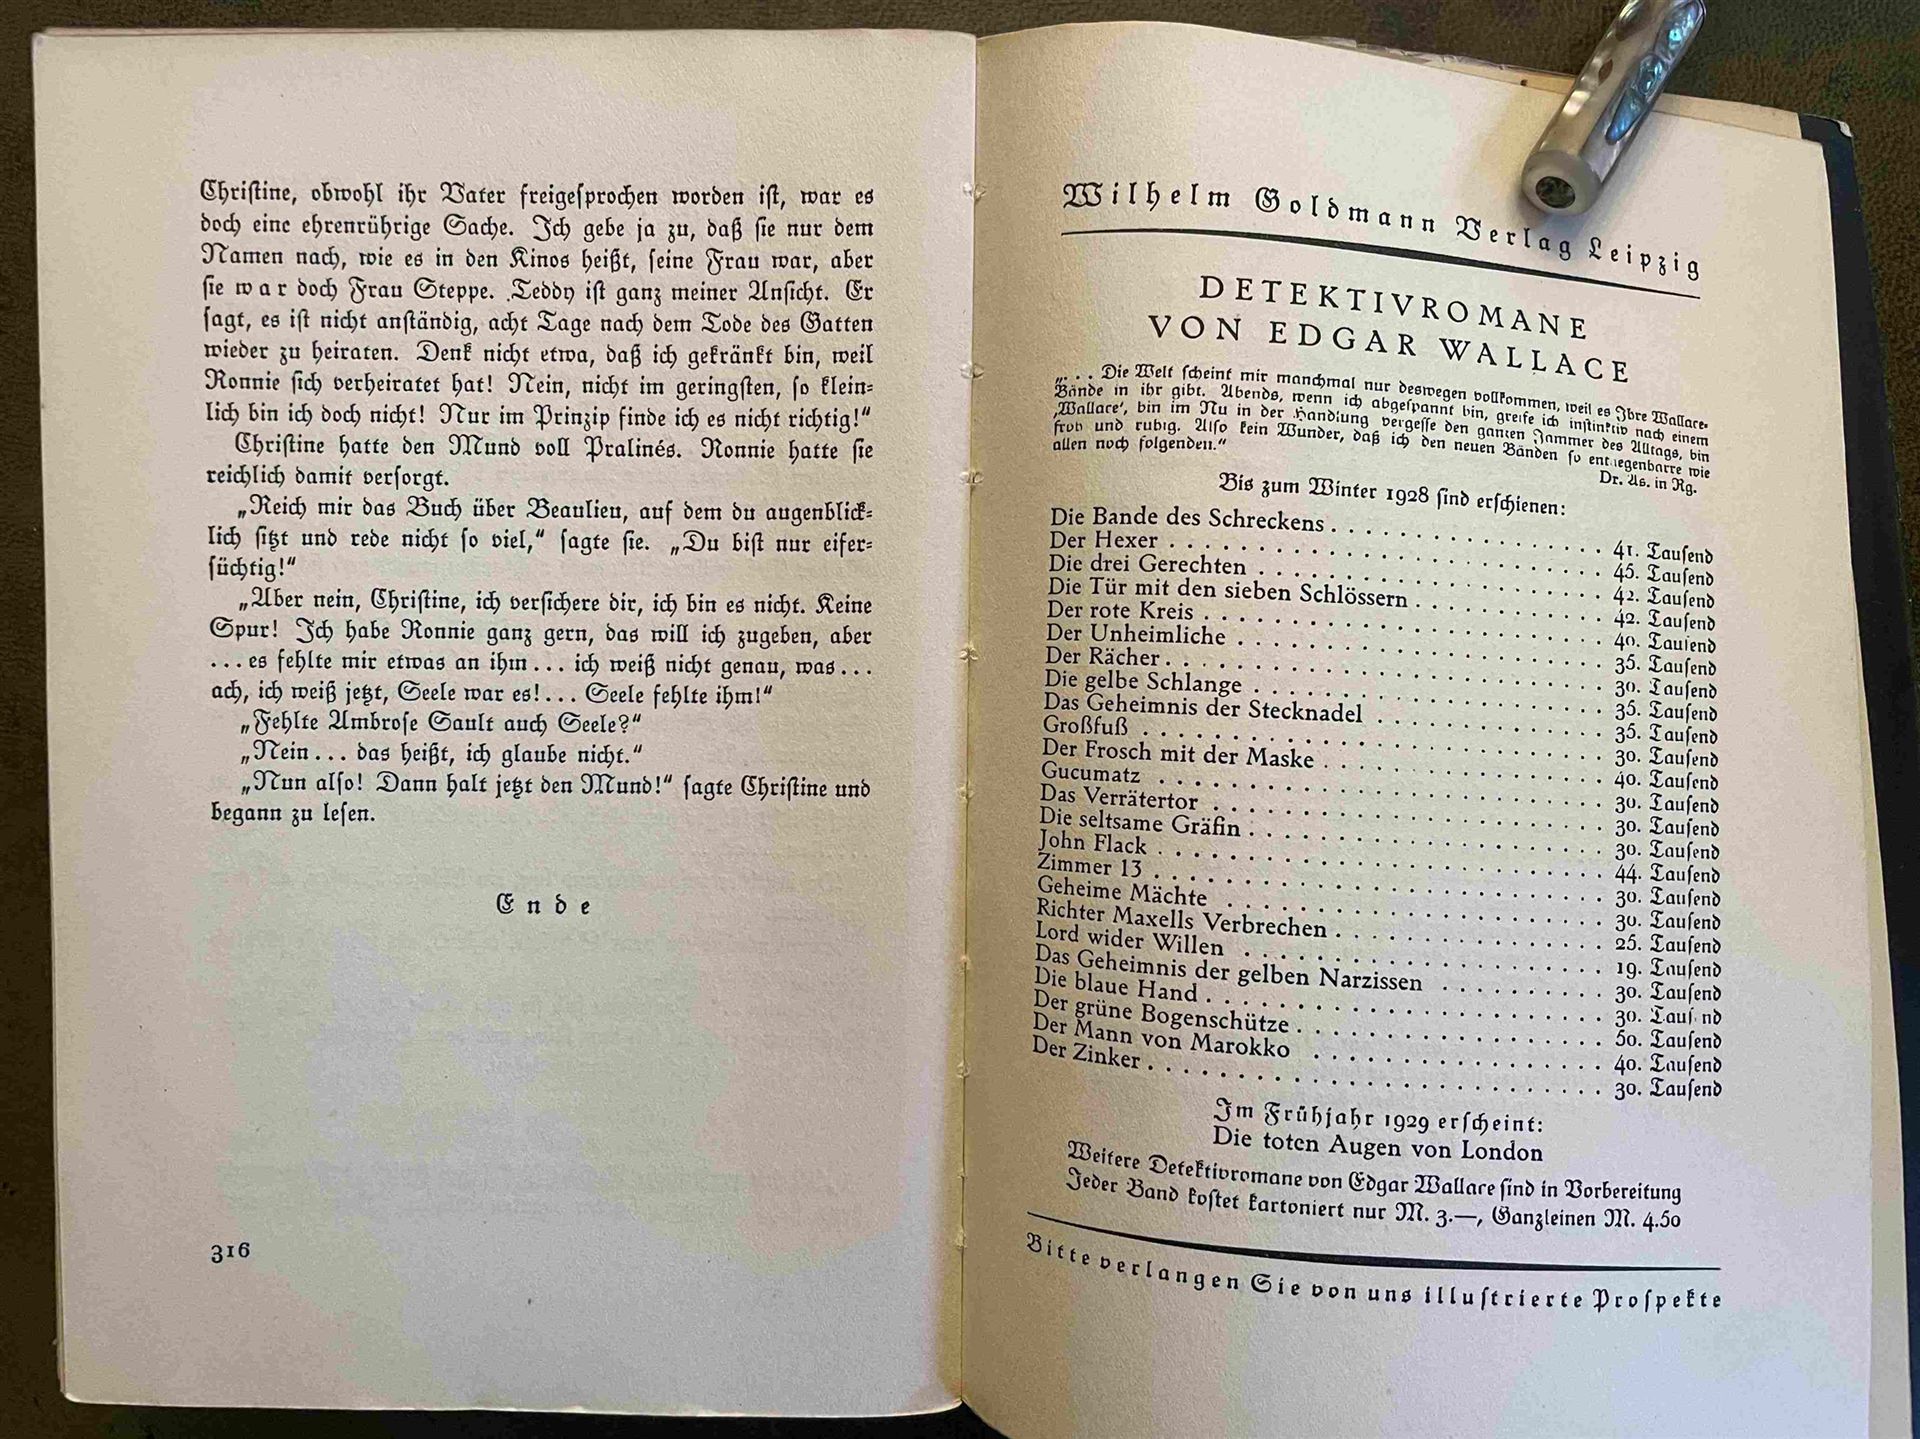 Christine, obwohl ihr Vater freigesprochen worden ist, war es
doch eine ehrenrührige Sache. Ich gebe ja zu, daß sie nur dem
Namen nach, wie es in den Kinos heißt, seine Frau war, aber
sie war doch Frau Steppe. Teddy ist ganz meiner Ansicht. Er
sagt, es ist nicht anständig, acht Tage nach dem Tode des Gatten
wieder zu heiraten. Denk nicht etwa, daß ich gekränkt bin, weil
Ronnie sich verheiratet hat! Nein, nicht im geringsten, so klein-
lich bin ich doch nicht! Nur im Prinzip finde ich es nicht richtig!“
Christine hatte den Mund voll Pralinés. Ronnie hatte sie
reichlich damit versorgt.
„Reich mir das Buch über Beaulieu, auf dem du augenblick-
lich sitzt und rede nicht so viel,“ sagte sie. „Du bist nur eifer-
süchtig!“
„Aber nein, Christine, ich versichere dir, ich bin es nicht. Keine
Spur! Ich habe Ronnie ganz gern, das will ich zugeben, aber
... es fehlte mir etwas an ihm ... ich weiß nicht genau, was ...
ach, ich weiß jetzt, Seele war es! ... Seele fehlte ihm!“
„Fehlte Ambrose Sault auch Seele?“
„Nein ... das heißt, ich glaube nicht.“
„Nun also! Dann halt jetzt den Mund!“ sagte Christine und
begann zu lesen.
Ende
316
Wilhelm Goldmann Verlag Leipzig
DETEKTIVROMANE
VON EDGAR WALLACE
„... Die Welt scheint mir manchmal nur deswegen vollkommen, weil es Ihre Wallace-
Bände in ihr gibt. Abends, wenn ich abgespannt bin, greife ich instinktiv nach einem
‚Wallace‘, bin im Nu in der Handlung vergesse den ganzen Jammer des Alltags, bin
froh und ruhig. Also kein Wunder, daß ich den neuen Bänden so entgegenharre wie
allen noch folgenden.“
Dr. As. in Rg.
Bis zum Winter 1928 sind erschienen:
Die Bande des Schreckens . . . . . 41. Tausend
Der Hexer . . . . . 45. Tausend
Die drei Gerechten . . . . . 42. Tausend
Die Tür mit den sieben Schlössern . . . . . 42. Tausend
Der rote Kreis . . . . . 40. Tausend
Der Unheimliche . . . . . 35. Tausend
Der Rächer . . . . . 30. Tausend
Die gelbe Schlange . . . . . 35. Tausend
Das Geheimnis der Stecknadel . . . . . 35. Tausend
Großfuß . . . . . 30. Tausend
Der Frosch mit der Maske . . . . . 40. Tausend
Gucumatz . . . . . 30. Tausend
Das Verrätertor . . . . . 30. Tausend
Die seltsame Gräfin . . . . . 30. Tausend
John Flack . . . . . 44. Tausend
Zimmer 13 . . . . . 30. Tausend
Geheime Mächte . . . . . 30. Tausend
Richter Maxells Verbrechen . . . . . 25. Tausend
Lord wider Willen . . . . . 19. Tausend
Das Geheimnis der gelben Narzissen . . . . . 30. Tausend
Die blaue Hand . . . . . 30. Tausend
Der grüne Bogenschütze . . . . . 50. Tausend
Der Mann von Marokko . . . . . 40. Tausend
Der Zinker . . . . . 30. Tausend
Im Frühjahr 1929 erscheint:
Die toten Augen von London
Weitere Detektivromane von Edgar Wallace sind in Vorbereitung
Jeder Band kostet kartoniert nur M. 3.—, Ganzleinen M. 4.50
Bitte verlangen Sie von uns illustrierte Prospekte